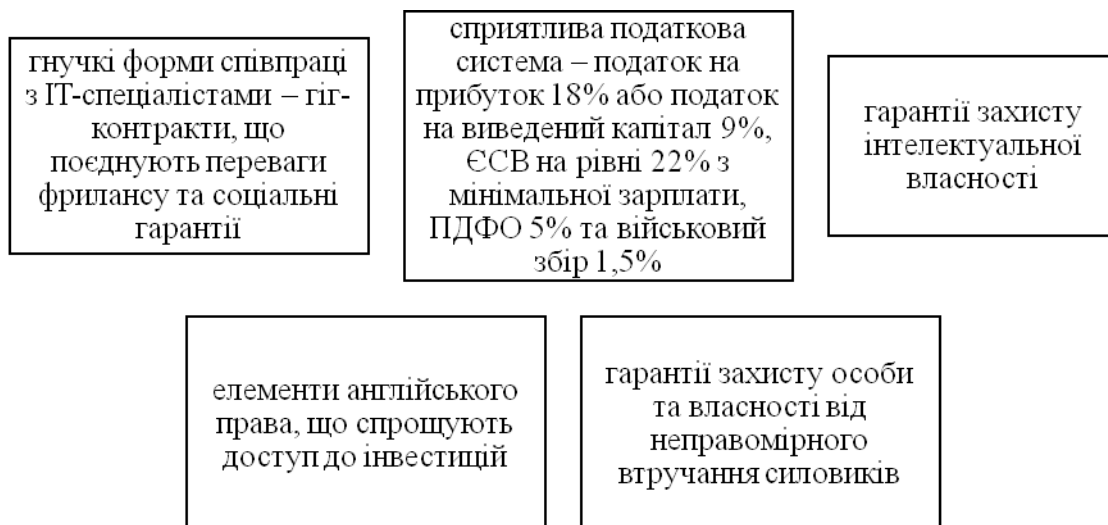 гнучкі форми співпраці
з ІТ-спеціалістами – гіг-
контракти, що
поєднують переваги
фрилансу та соціальні
гарантії
сприятлива податкова
система – податок на
прибуток 18% або податок
на виведений капітал 9%,
ЄСВ на рівні 22% з
мінімальної зарплати,
ПДФО 5% та військовий
збір 1,5%
гарантії захисту
інтелектуальної
власності
елементи англійського
права, що спрощують
доступ до інвестицій
гарантії захисту особи
та власності від
неправомірного
втручання силовиків